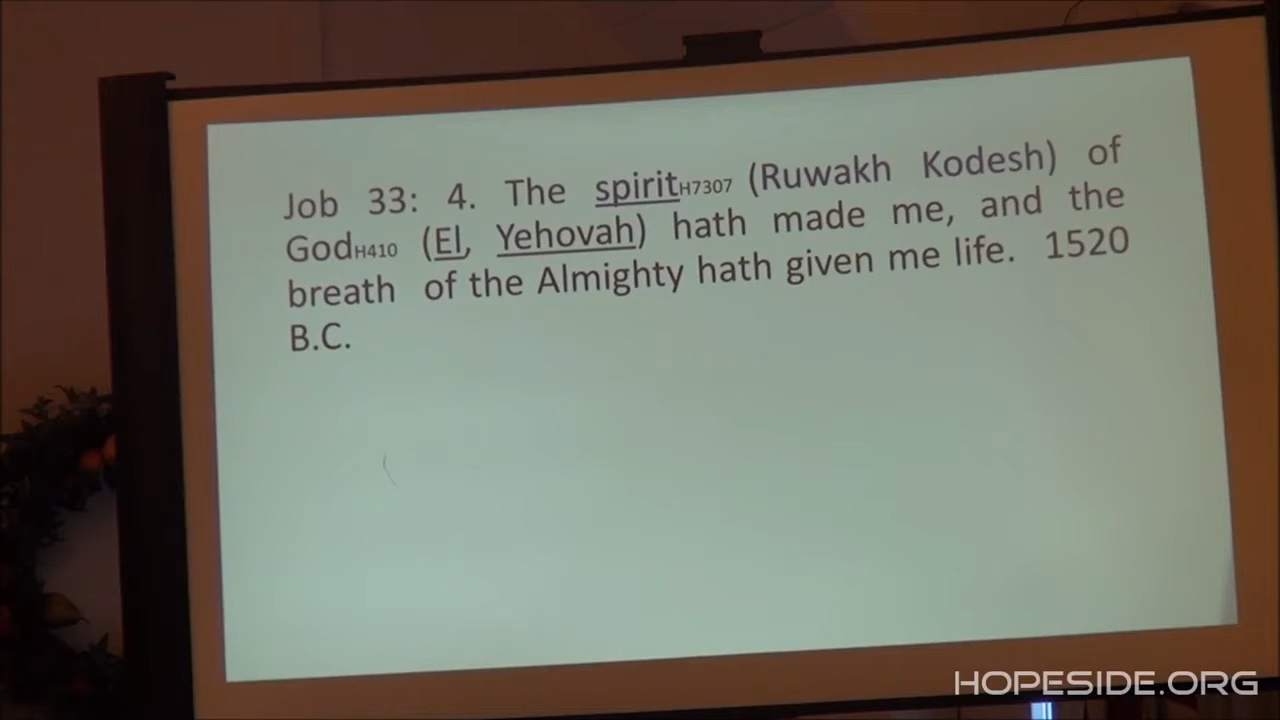 Job 33: 4. The spiritH7307 (Ruwakh Kodesh) of
GodH410 (El, Yehovah) hath made me, and the
breath of the Almighty hath given me life. 1520
B.C.
HOPESIDE.ORG